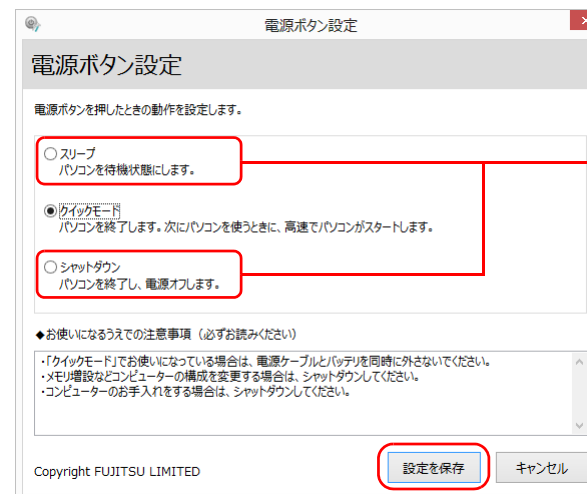 電源ボタン設定
電源ボタン設定
電源ボタンを押したときの動作を設定します。
スリープ
パソコンを待機状態にします。
クイックモード
パソコンを終了します。次にパソコンを使うときに、高速でパソコンがスタートします。
シャットダウン
パソコンを終了し、電源オフします。
◆お使いになるうえでの注意事項（必ずお読みください）
・「クイックモード」でお使いになっている場合は、電源ケーブルとバッテリを同時に外さないでください。
・メモリ増設などコンピューターの構成を変更する場合は、シャットダウンしてください。
・コンピューターのお手入れをする場合は、シャットダウンしてください。
Copyright FUJITSU LIMITED
設定を保存
キャンセル